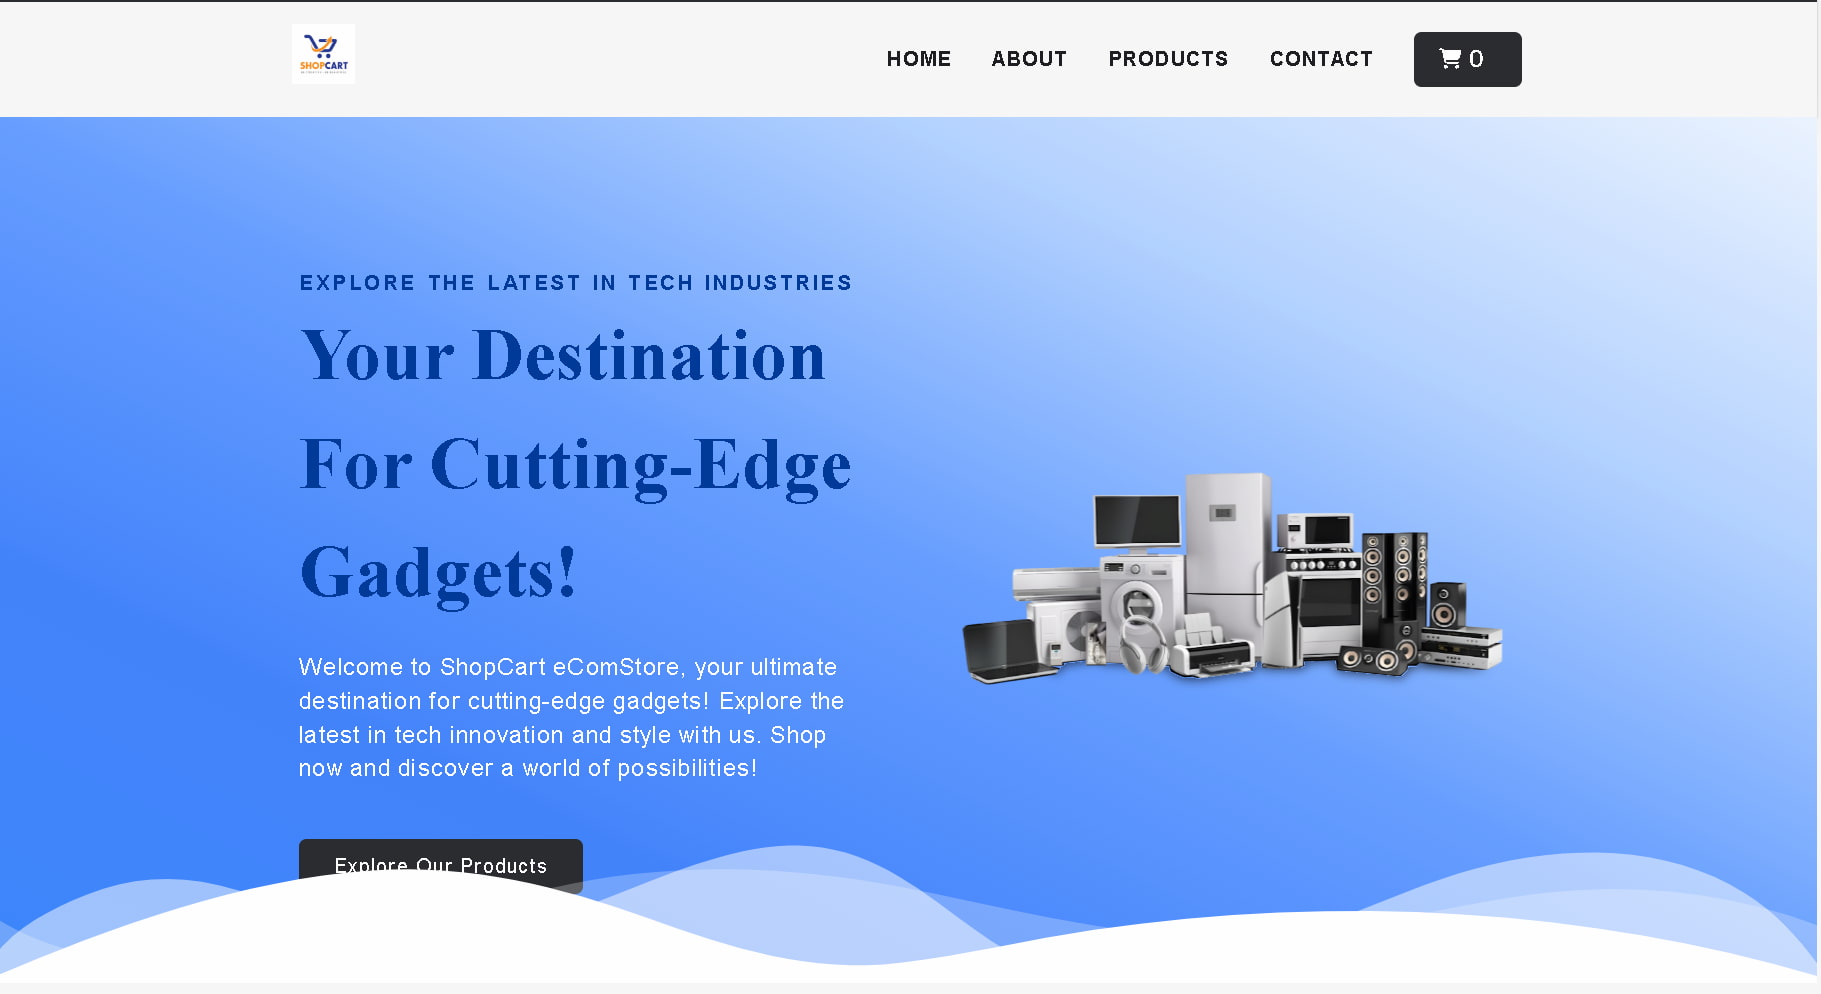 SHOPCART
HOME ABOUT PRODUCTS CONTACT 0
EXPLORE THE LATEST IN TECH INDUSTRIES
Your Destination
For Cutting-Edge
Gadgets!
Welcome to ShopCart eComStore, your ultimate
destination for cutting-edge gadgets! Explore the
latest in tech innovation and style with us. Shop
now and discover a world of possibilities!
Explore Our Products